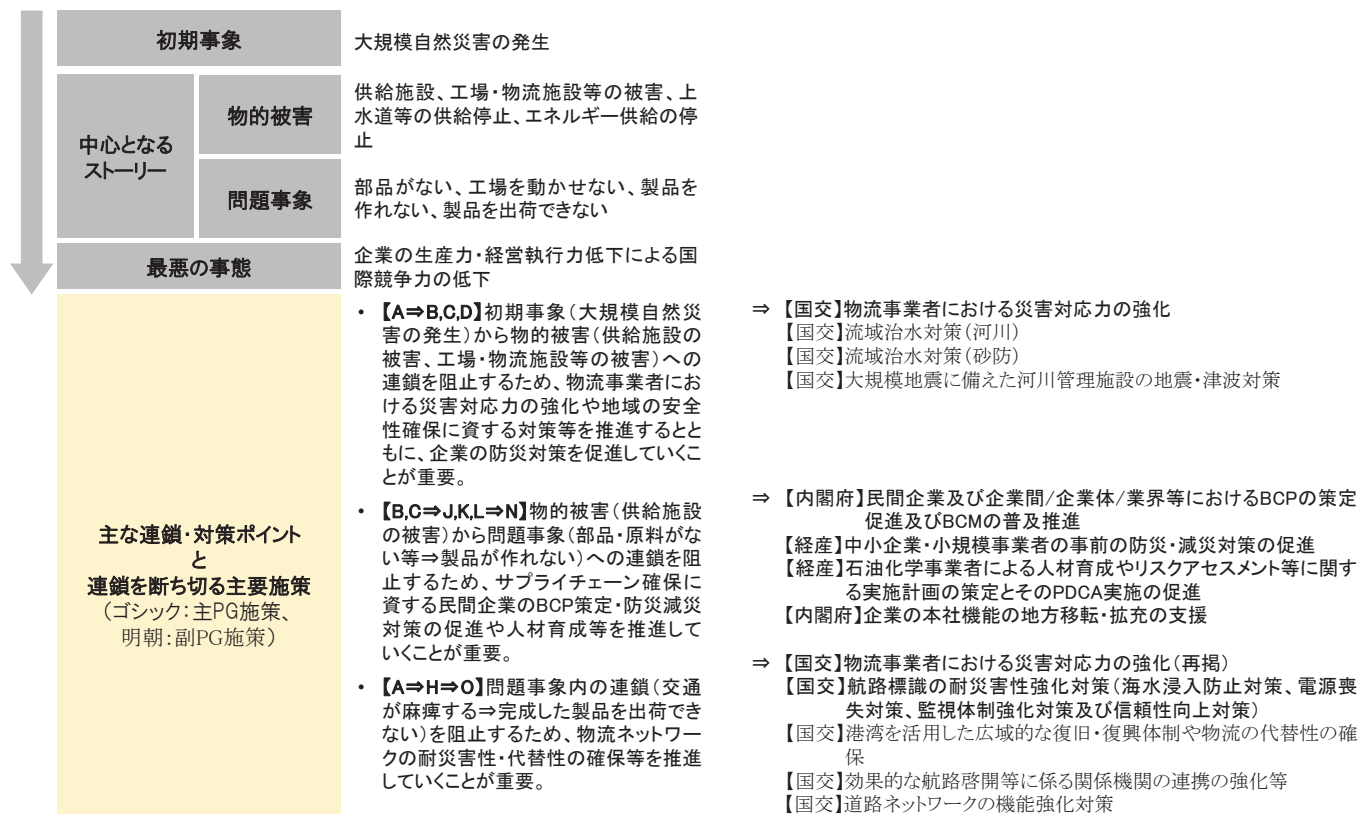 初期事象
大規模自然災害の発生
中心となる
ストーリー
物的被害
供給施設、工場・物流施設等の被害、上
水道等の供給停止、エネルギー供給の停
止
問題事象
部品がない、工場を動かせない、製品を
作れない、製品を出荷できない
最悪の事態
企業の生産力・経営執行力低下による国
際競争力の低下
主な連鎖・対策ポイント
と
連鎖を断ち切る主要施策
（ゴシック：主PG施策、
明朝：副PG施策）
・ 【A⇒B,C,D】初期事象（大規模自然災
害の発生）から物的被害（供給施設の
被害、工場・物流施設等の被害）への
連鎖を阻止するため、物流事業者にお
ける災害対応力の強化や地域の安全
性確保に資する対策等を推進するとと
もに、企業の防災対策を促進していくこ
とが重要。
⇒ 【国交】物流事業者における災害対応力の強化
【国交】流域治水対策（河川）
【国交】流域治水対策（砂防）
【国交】大規模地震に備えた河川管理施設の地震・津波対策
・ 【B,C⇒J,K,L⇒N】物的被害（供給施設
の被害）から問題事象（部品・原料がな
い等⇒製品が作れない）への連鎖を阻
止するため、サプライチェーン確保に
資する民間企業のBCP策定・防災減災
対策の促進や人材育成等を推進して
いくことが重要。
⇒ 【内閣府】民間企業及び企業間/企業体/業界等におけるBCPの策定
促進及びBCMの普及推進
【経産】中小企業・小規模事業者の事前の防災・減災対策の促進
【経産】石油化学事業者による人材育成やリスクアセスメント等に関す
る実施計画の策定とそのPDCA実施の促進
【内閣府】企業の本社機能の地方移転・拡充の支援
・ 【A⇒H⇒O】問題事象内の連鎖（交通
が麻痺する⇒完成した製品を出荷でき
ない）を阻止するため、物流ネットワー
クの耐災害性・代替性の確保等を推進
していくことが重要。
⇒ 【国交】物流事業者における災害対応力の強化（再掲）
【国交】航路標識の耐災害性強化対策（海水浸入防止対策、電源喪
失対策、監視体制強化対策及び信頼性向上対策）
【国交】港湾を活用した広域的な復旧・復興体制や物流の代替性の確
保
【国交】効果的な航路啓開等に係る関係機関の連携の強化等
【国交】道路ネットワークの機能強化対策